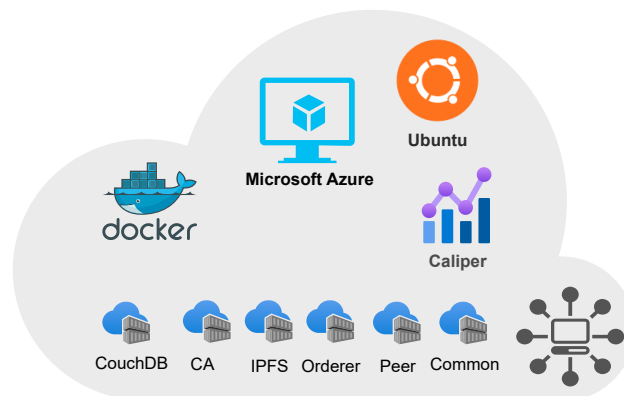 Ubuntu
Microsoft Azure
docker
Caliper
CouchDB CA IPFS Orderer Peer Common